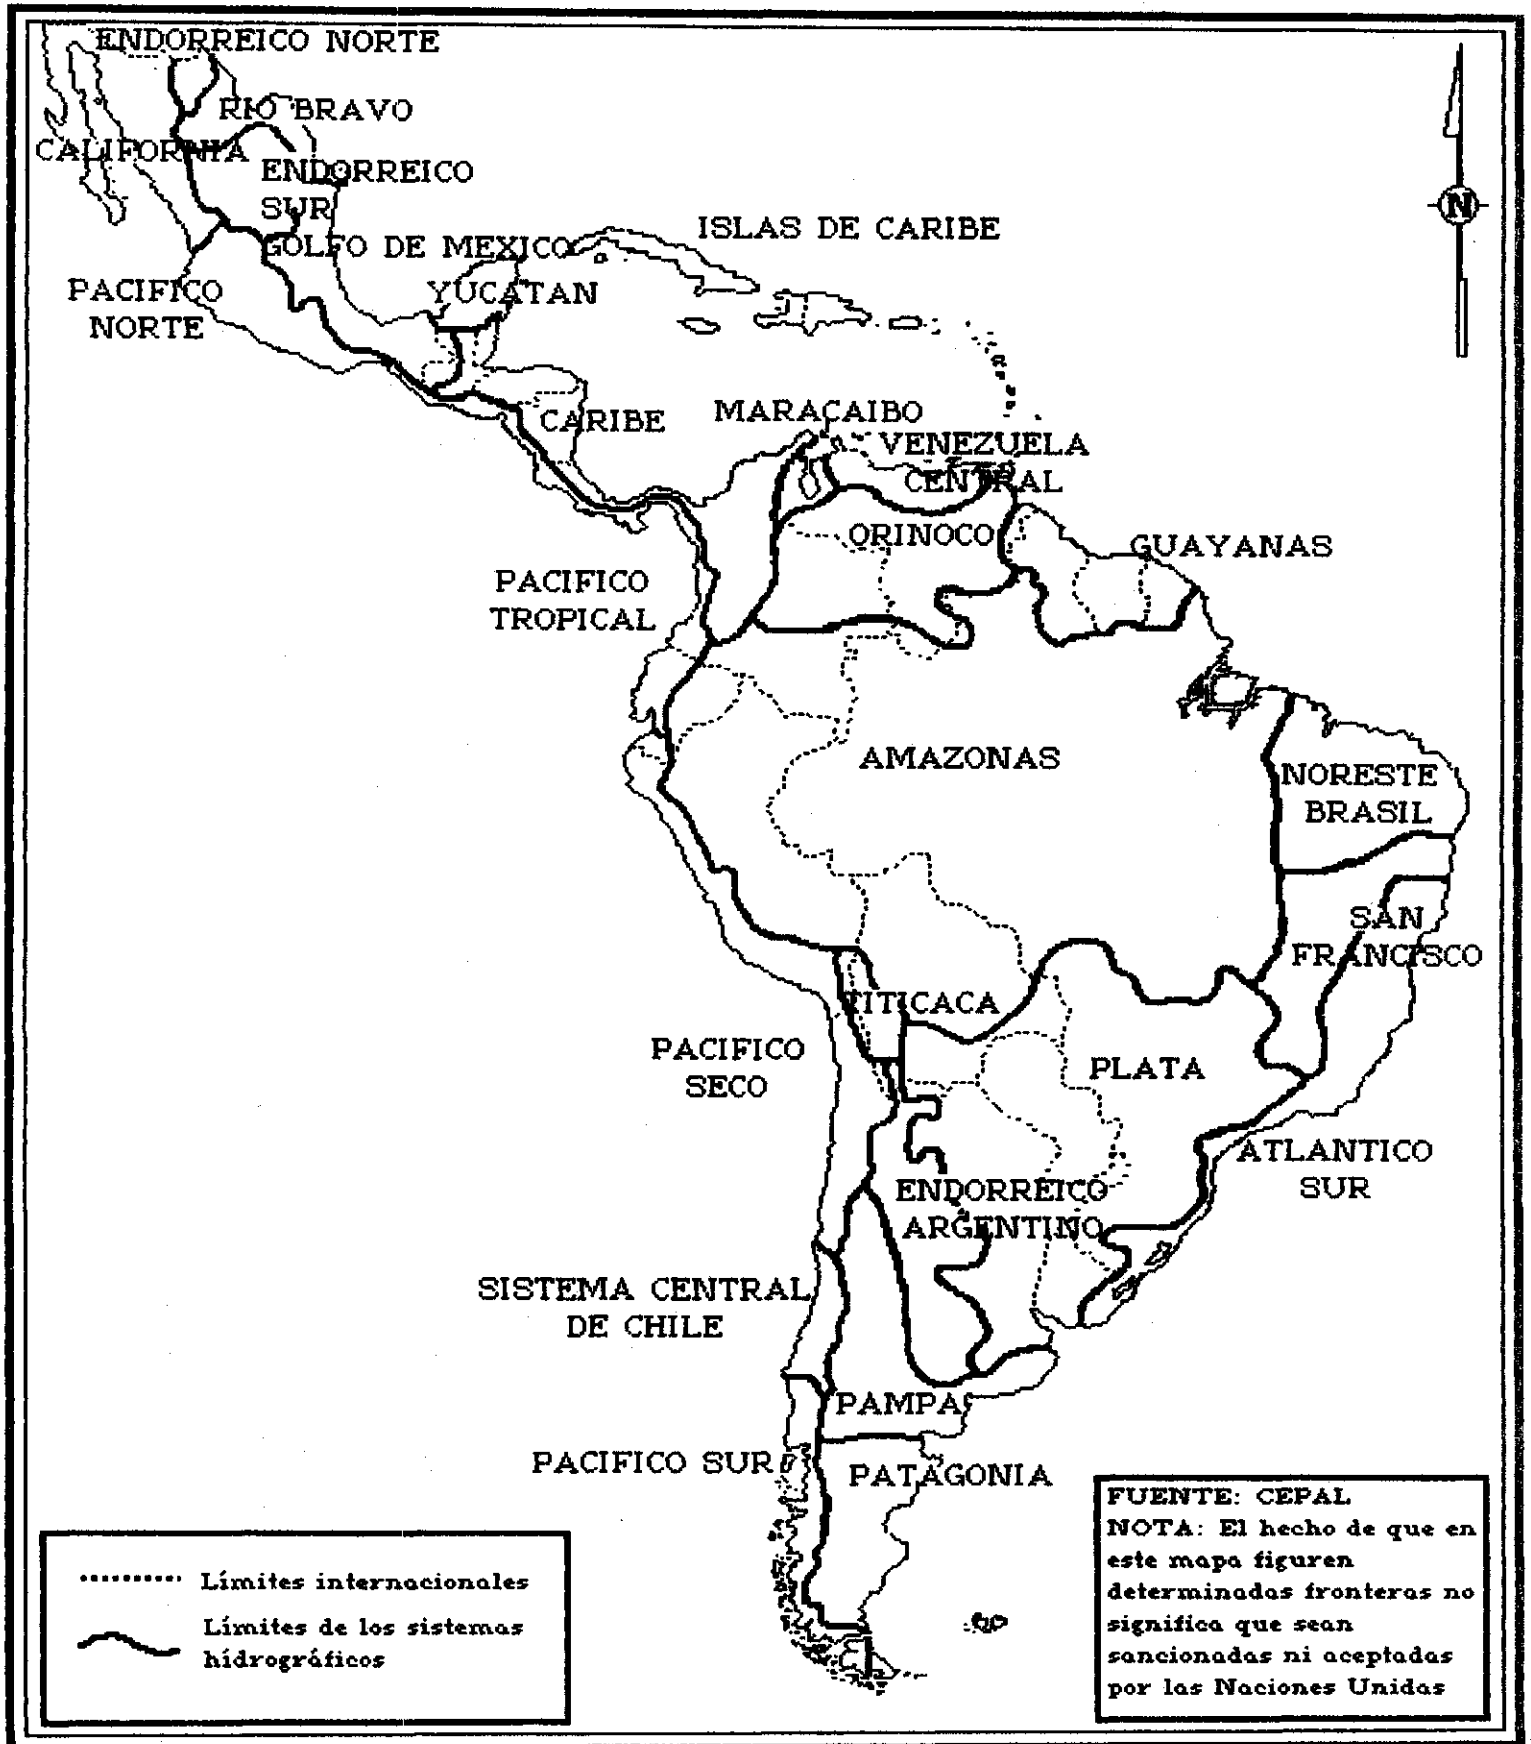 ENDORREICO NORTE
RIO BRAVO
CALIFORNIA
ENDORREICO
SUR
ISLAS DE CARIBE
GOLFO DE MEXICO
PACIFICO
NORTE
YUCATAN
CARIBE
MARACAIBO
VENEZUELA
CENTRAL
ORINOCO
GUAYANAS
PACIFICO
TROPICAL
AMAZONAS
NORESTE
BRASIL
SAN
FRANCISCO
TITICACA
PACIFICO
SECO
PLATA
ATLANTICO
SUR
ENDORREICO
ARGENTINO
SISTEMA CENTRAL
DE CHILE
PAMPA
PACIFICO SUR
PATAGONIA
N
Límites internacionales
Límites de los sistemas
hídrográficos
FUENTE: CEPAL
NOTA: El hecho de que en
este mapa figuren
determinadas fronteras no
significa que sean
sancionadas ni aceptadas
por las Naciones Unidas